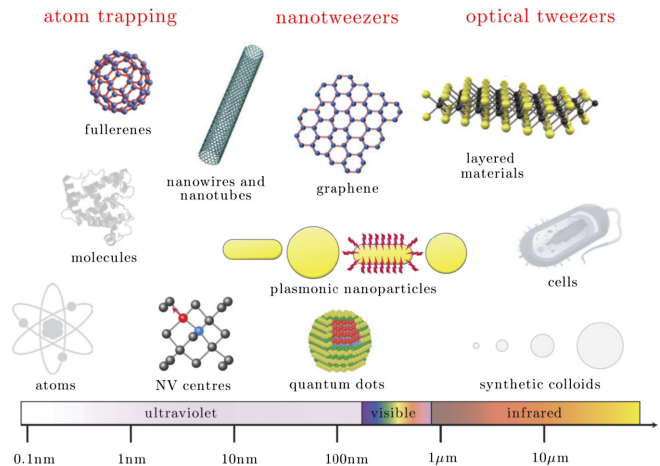 atom trapping
nanotweezers
optical tweezers
fullerenes
nanowires and
nanotubes
graphene
layered
materials
molecules
plasmonic nanoparticles
cells
atoms
NV centres
quantum dots
synthetic colloids
ultraviolet
visible
infrared
0.1nm
1nm
10nm
100nm
1μm
10μm